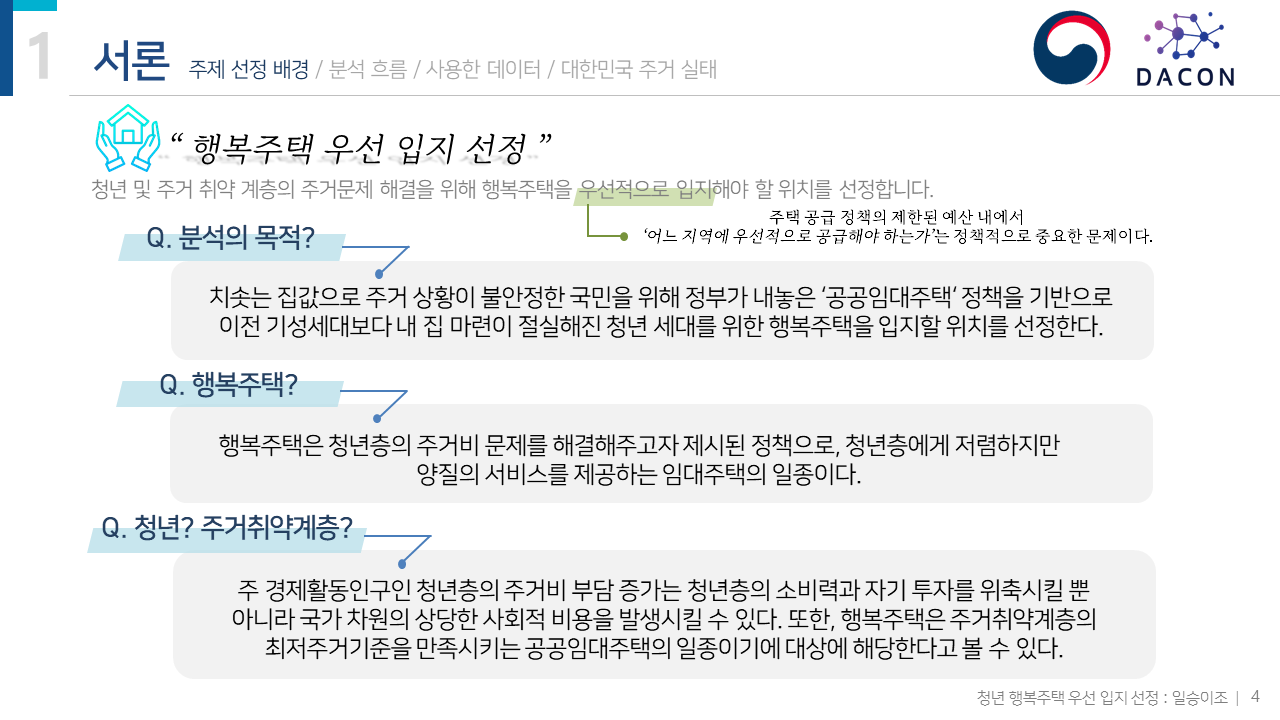 1
서론
주제 선정 배경 / 분석 흐름 / 사용한 데이터 / 대한민국 주거 실태
DACON
“ 행복주택 우선 입지 선정 ”
청년 및 주거 취약 계층의 주거문제 해결을 위해 행복주택을 우선적으로 입지해야 할 위치를 선정합니다.
주택 공급 정책의 제한된 예산 내에서
‘어느 지역에 우선적으로 공급해야 하는가’는 정책적으로 중요한 문제이다.
Q. 분석의 목적?
치솟는 집값으로 주거 상황이 불안정한 국민을 위해 정부가 내놓은 ‘공공임대주택‘ 정책을 기반으로
이전 기성세대보다 내 집 마련이 절실해진 청년 세대를 위한 행복주택을 입지할 위치를 선정한다.
Q. 행복주택?
행복주택은 청년층의 주거비 문제를 해결해주고자 제시된 정책으로, 청년층에게 저렴하지만
양질의 서비스를 제공하는 임대주택의 일종이다.
Q. 청년? 주거취약계층?
주 경제활동인구인 청년층의 주거비 부담 증가는 청년층의 소비력과 자기 투자를 위축시킬 뿐
아니라 국가 차원의 상당한 사회적 비용을 발생시킬 수 있다. 또한, 행복주택은 주거취약계층의
최저주거기준을 만족시키는 공공임대주택의 일종이기에 대상에 해당한다고 볼 수 있다.
청년 행복주택 우선 입지 선정 : 일승이조 | 4